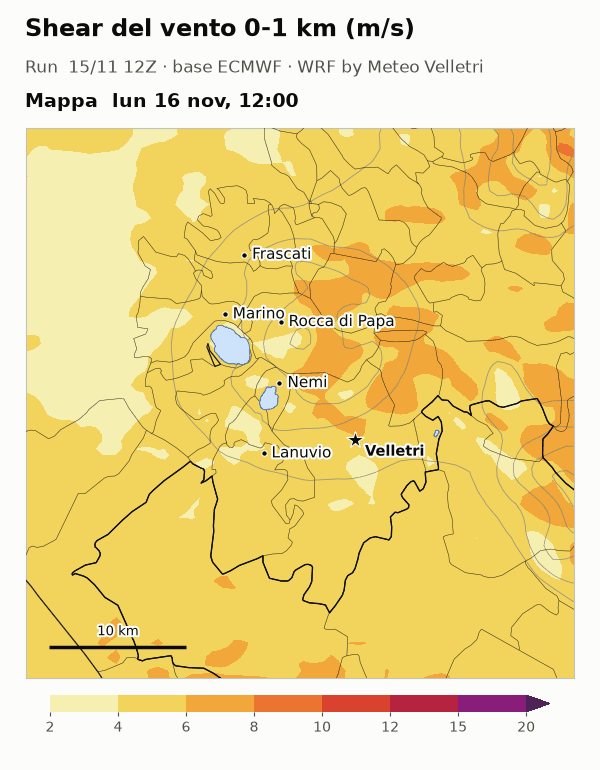 Shear del vento 0-1 km (m/s)
Run  15/11 12Z · base ECMWF · WRF by Meteo Velletri
Mappa  lun 16 nov, 12:00
Frascati
Marino
Rocca di Papa
Nemi
Velletri
Lanuvio
10 km
2 4 6 8 10 12 15 20